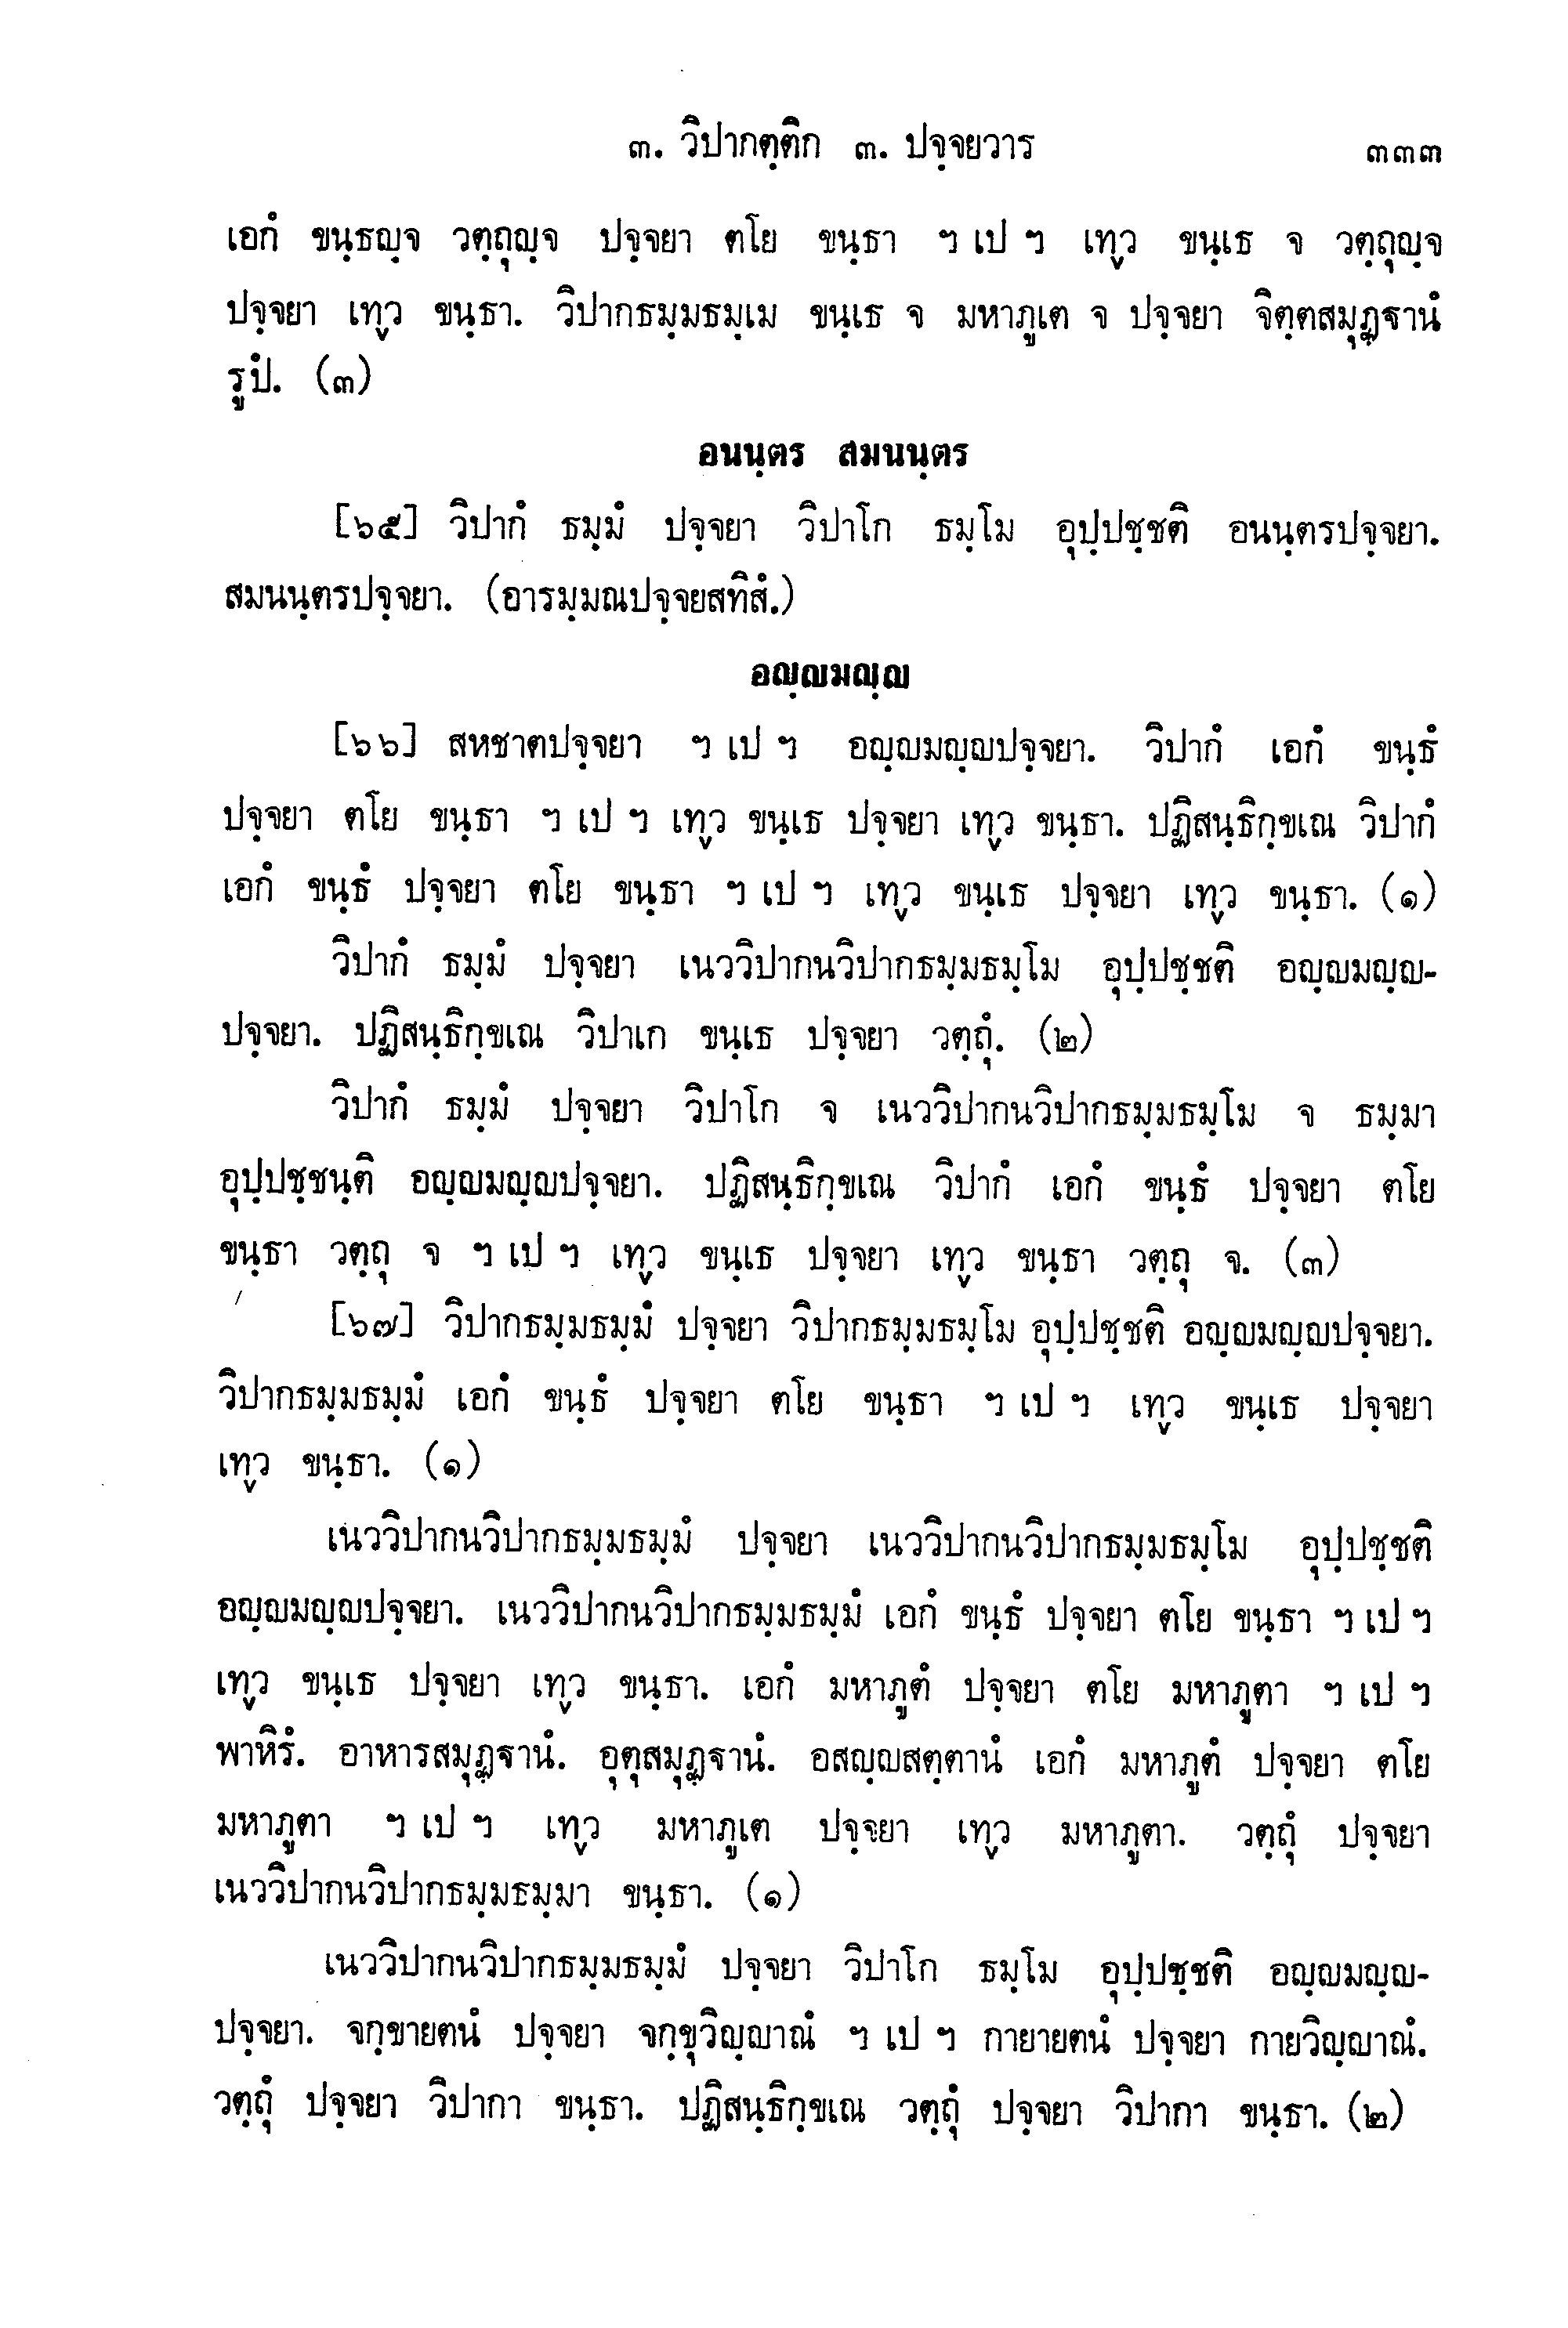 ๓. วิปากตฺติก ๓. ปจฺจยวาร ๓๓๓
เอกํ ขนฺธญฺจ วตฺถุญฺจ ปจฺจยา ตโย ขนฺธา ฯ เป ฯ เทฺว ขนฺเธ จ วตฺถุญฺจ
ปจฺจยา เทฺว ขนฺธา. วิปากธมฺมธมฺเม ขนฺเธ จ มหาภูเต จ ปจฺจยา จิตฺตสมุฏฺฐานํ
รูปํ. (๓)
อนนฺตร สมนนฺตร
[๖๕] วิปากํ ธมฺมํ ปจฺจยา วิปาโก ธมฺโม อุปฺปชฺชติ อนนฺตรปจฺจยา.
สมนนฺตรปจฺจยา. (อารมฺมณปจฺจยสทิสํ.)
อญฺญมญฺญ
[๖๖] สหชาตปจฺจยา ฯ เป ฯ อญฺญมญฺญปจฺจยา. วิปากํ เอกํ ขนฺธํ
ปจฺจยา ตโย ขนฺธา ฯ เป ฯ เทฺว ขนฺเธ ปจฺจยา เทฺว ขนฺธา. ปฏิสนฺธิกฺขเณ วิปากํ
เอกํ ขนฺธํ ปจฺจยา ตโย ขนฺธา ฯ เป ฯ เทฺว ขนฺเธ ปจฺจยา เทฺว ขนฺธา. (๑)
วิปากํ ธมฺมํ ปจฺจยา เนววิปากนวิปากธมฺมธมฺโม อุปฺปชฺชติ อญฺญมญฺญ-
ปจฺจยา. ปฏิสนฺธิกฺขเณ วิปาเก ขนฺเธ ปจฺจยา วตฺถุํ. (๒)
วิปากํ ธมฺมํ ปจฺจยา วิปาโก จ เนววิปากนวิปากธมฺมธมฺโม จ ธมฺมา
อุปฺปชฺชนฺติ อญฺญมญฺญปจฺจยา. ปฏิสนฺธิกฺขเณ วิปากํ เอกํ ขนฺธํ ปจฺจยา ตโย
ขนฺธา วตฺถุ จ ฯ เป ฯ เทฺว ขนฺเธ ปจฺจยา เทฺว ขนฺธา วตฺถุ จ. (๓)
[๖๗] วิปากธมฺมธมฺมํ ปจฺจยา วิปากธมฺมธมฺโม อุปฺปชฺชติ อญฺญมญฺญปจฺจยา.
วิปากธมฺมธมฺมํ เอกํ ขนฺธํ ปจฺจยา ตโย ขนฺธา ฯ เป ฯ เทฺว ขนฺเธ ปจฺจยา
เทฺว ขนฺธา. (๑)
เนววิปากนวิปากธมฺมธมฺมํ ปจฺจยา เนววิปากนวิปากธมฺมธมฺโม อุปฺปชฺชติ
อญฺญมญฺญปจฺจยา. เนววิปากนวิปากธมฺมธมฺมํ เอกํ ขนฺธํ ปจฺจยา ตโย ขนฺธา ฯ เป ฯ
เทฺว ขนฺเธ ปจฺจยา เทฺว ขนฺธา. เอกํ มหาภูตํ ปจฺจยา ตโย มหาภูตา ฯ เป ฯ
พาหิรํ. อาหารสมุฏฺฐานํ. อุตุสมุฏฺฐานํ. อสญฺญสตฺตานํ เอกํ มหาภูตํ ปจฺจยา ตโย
มหาภูตา ฯ เป ฯ เทฺว มหาภูเต ปจฺจยา เทฺว มหาภูตา. วตฺถุํ ปจฺจยา
เนววิปากนวิปากธมฺมธมฺมา ขนฺธา. (๑)
เนววิปากนวิปากธมฺมธมฺมํ ปจฺจยา วิปาโก ธมฺโม อุปฺปชฺชติ อญฺญมญฺญ-
ปจฺจยา. จกฺขายตนํ ปจฺจยา จกฺขุวิญฺญาณํ ฯ เป ฯ กายายตนํ ปจฺจยา กายวิญฺญาณํ.
วตฺถุํ ปจฺจยา วิปากา ขนฺธา. ปฏิสนฺธิกฺขเณ วตฺถุํ ปจฺจยา วิปากา ขนฺธา. (๒)